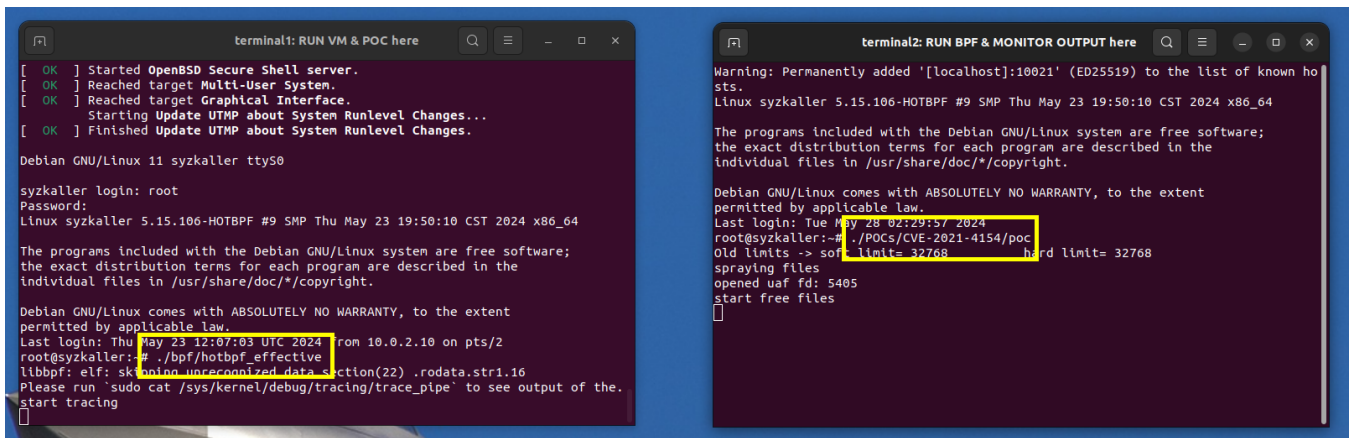 terminal1: RUN VM & POC here
[  OK  ] Started OpenBSD Secure Shell server.
[  OK  ] Reached target Multi-User System.
[  OK  ] Reached target Graphical Interface.
         Starting Update UTMP about System Runlevel Changes...
[  OK  ] Finished Update UTMP about System Runlevel Changes.
Debian GNU/Linux 11 syzkaller ttyS0
syzkaller login: root
Password:
Linux syzkaller 5.15.106-HOTBPF #9 SMP Thu May 23 19:50:10 CST 2024 x86_64
The programs included with the Debian GNU/Linux system are free software;
the exact distribution terms for each program are described in the
individual files in /usr/share/doc/*/copyright.
Debian GNU/Linux comes with ABSOLUTELY NO WARRANTY, to the extent
permitted by applicable law.
Last login: Thu May 23 12:07:03 UTC 2024 from 10.0.2.10 on pts/2
root@syzkaller:~# ./bpf/hotbpf_effective
libbpf: elf: skipping unrecognized data section(22) .rodata.str1.16
Please run `sudo cat /sys/kernel/debug/tracing/trace_pipe` to see output of the.
start tracing
terminal2: RUN BPF & MONITOR OUTPUT here
Warning: Permanently added '[localhost]:10021' (ED25519) to the list of known ho
sts.
Linux syzkaller 5.15.106-HOTBPF #9 SMP Thu May 23 19:50:10 CST 2024 x86_64
The programs included with the Debian GNU/Linux system are free software;
the exact distribution terms for each program are described in the
individual files in /usr/share/doc/*/copyright.
Debian GNU/Linux comes with ABSOLUTELY NO WARRANTY, to the extent
permitted by applicable law.
Last login: Tue May 28 02:29:57 2024
root@syzkaller:~# ./POCs/CVE-2021-4154/poc
Old limits -> soft limit= 32768          hard limit= 32768
spraying files
opened uaf fd: 5405
start free files